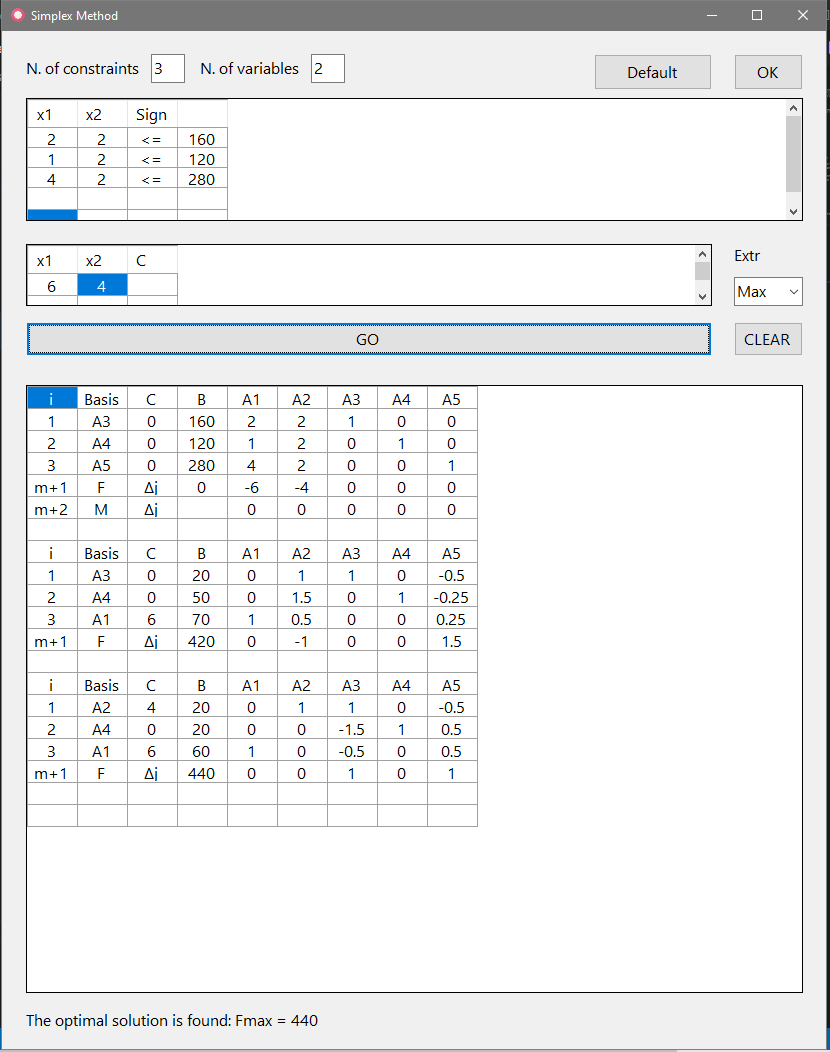 Simplex Method
N. of constraints 3 N. of variables 2 Default OK
x1 x2 Sign
2 2 <= 160
1 2 <= 120
4 2 <= 280
x1 x2 C Extr
6 4 Max
GO CLEAR
i Basis C B A1 A2 A3 A4 A5
1 A3 0 160 2 2 1 0 0
2 A4 0 120 1 2 0 1 0
3 A5 0 280 4 2 0 0 1
m+1 F Δj 0 -6 -4 0 0 0
m+2 M Δj 0 0 0 0 0
i Basis C B A1 A2 A3 A4 A5
1 A3 0 20 0 1 1 0 -0.5
2 A4 0 50 0 1.5 0 1 -0.25
3 A1 6 70 1 0.5 0 0 0.25
m+1 F Δj 420 0 -1 0 0 1.5
i Basis C B A1 A2 A3 A4 A5
1 A2 4 20 0 1 1 0 -0.5
2 A4 0 20 0 0 -1.5 1 0.5
3 A1 6 60 1 0 -0.5 0 0.5
m+1 F Δj 440 0 0 1 0 1
The optimal solution is found: Fmax = 440